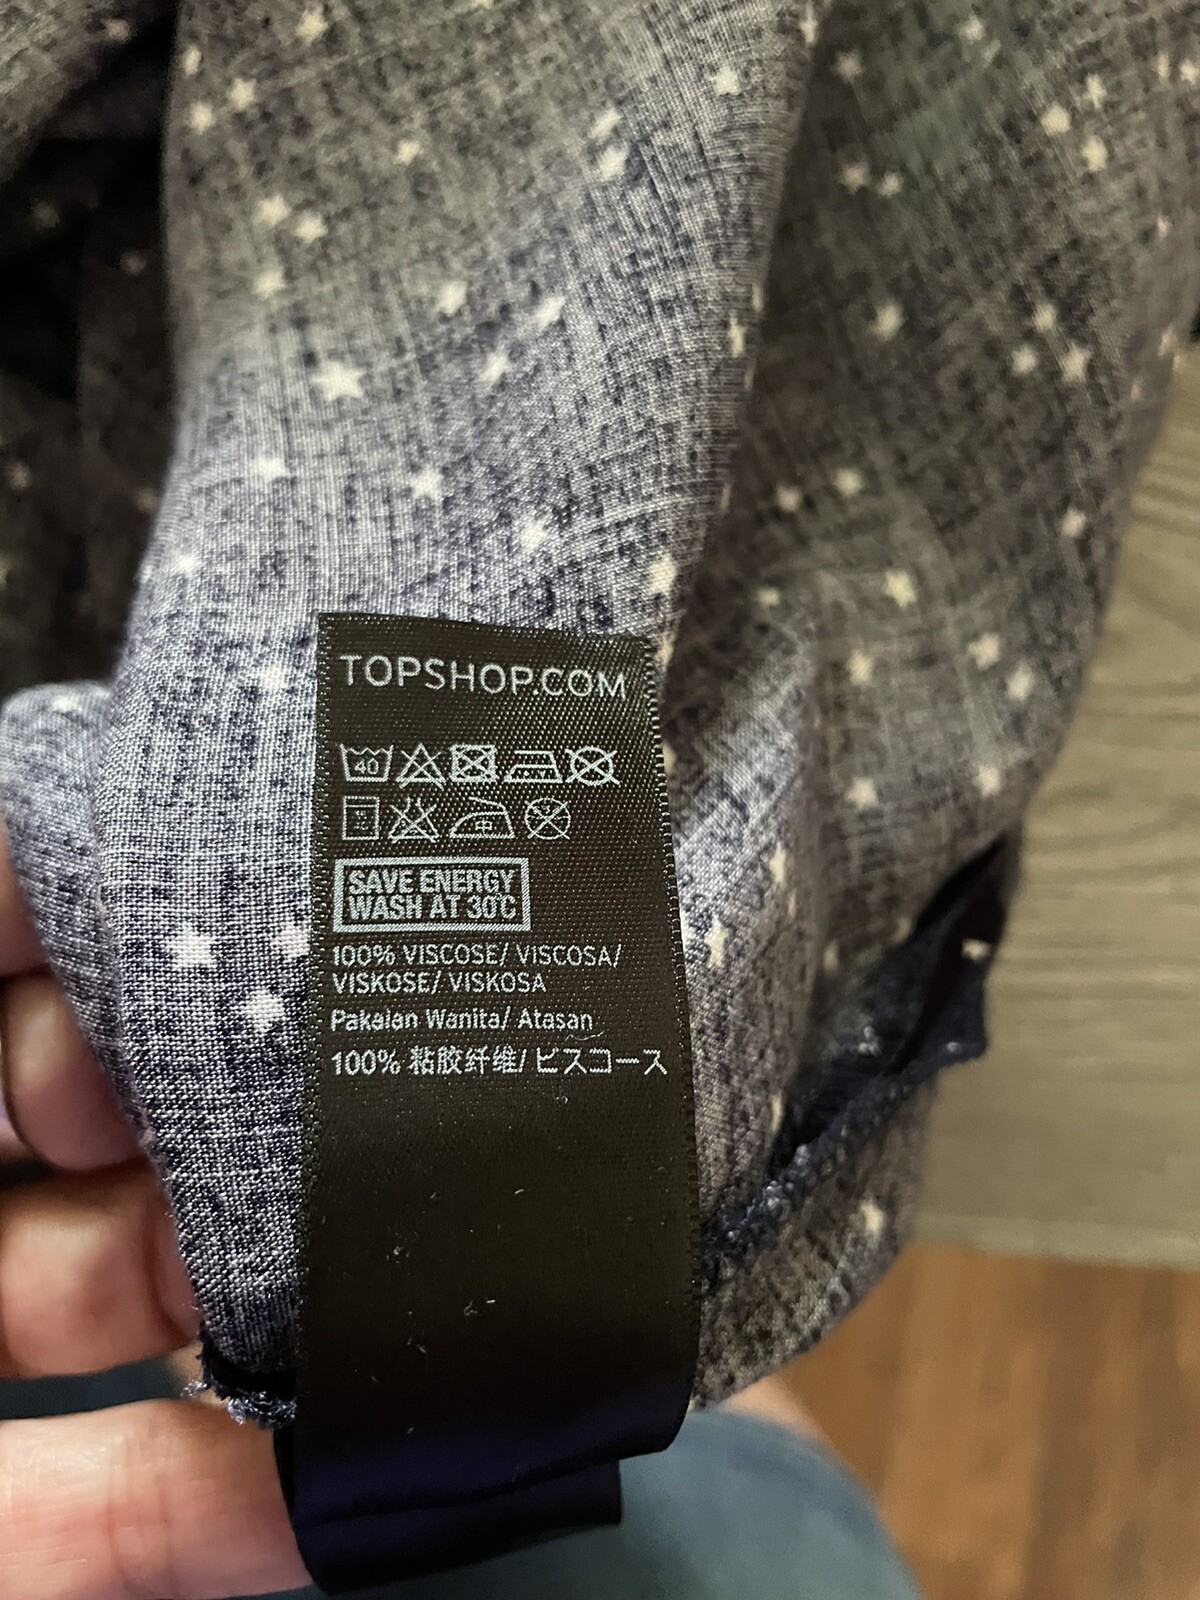 TOPSHOP.COM
40
SAVE ENERGY
WASH AT 30°C
100% VISCOSE/ VISCOSA/
VISKOSE/ VISKOSA
Pakaian Wanita/ Atasan
100% 粘胶纤维/ ビスコース